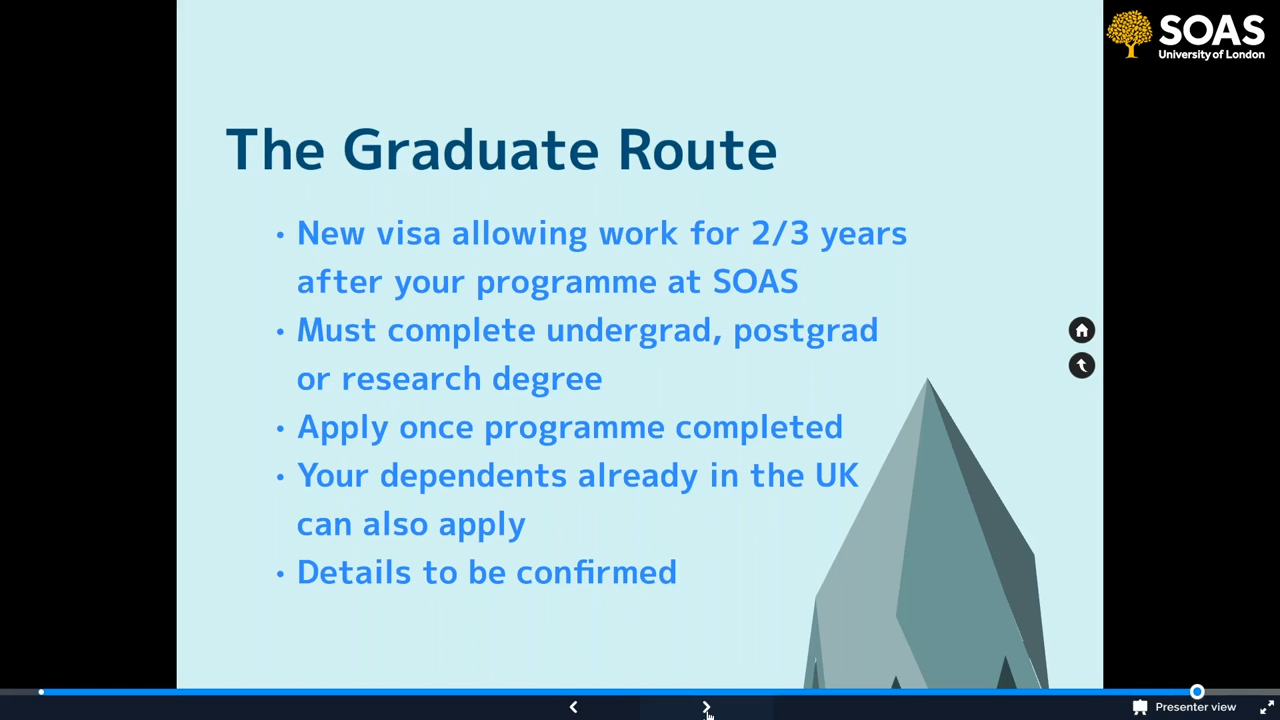 SOAS
University of London
The Graduate Route
• New visa allowing work for 2/3 years
after your programme at SOAS
• Must complete undergrad, postgrad
or research degree
• Apply once programme completed
• Your dependents already in the UK
can also apply
• Details to be confirmed
Presenter view